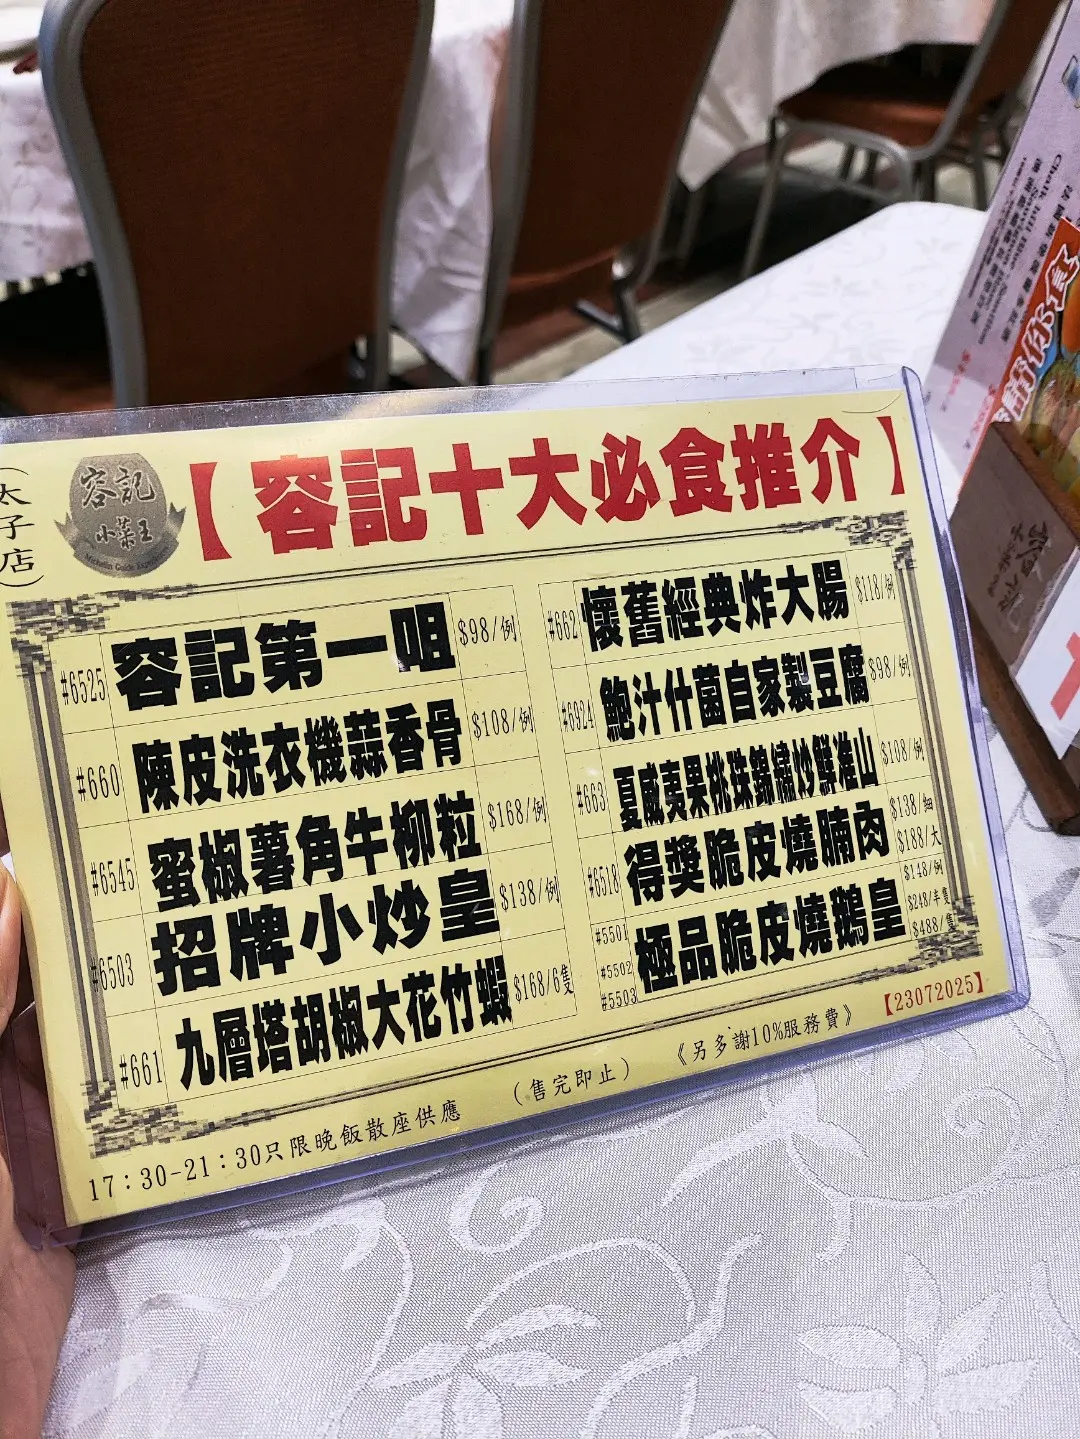 (太子店)
容記
小菜王
Michelin Guide
【容記十大必食推介】
#6525 容記第一咀 $98/例
#660 陳皮洗衣機蒜香骨 $108/例
#6545 蜜椒薯角牛柳粒 $168/例
#6503 招牌小炒皇 $138/例
#661 九層塔胡椒大花竹蝦 $168/6隻
#662 懷舊經典炸大腸 $118/例
#6924 鮑汁什菌自家製豆腐 $98/例
#663 夏威夷果桃珠錦繡炒鮮淮山 $108/例
#6518 得獎脆皮燒腩肉 $138/細
$188/大
#5501 極品脆皮燒鵝皇 $148/例
#5502 $248/半隻
#5503 $488/隻
17:30-21:30只限晚飯散座供應
(售完即止)
《另多謝10%服務費》
【23072025】